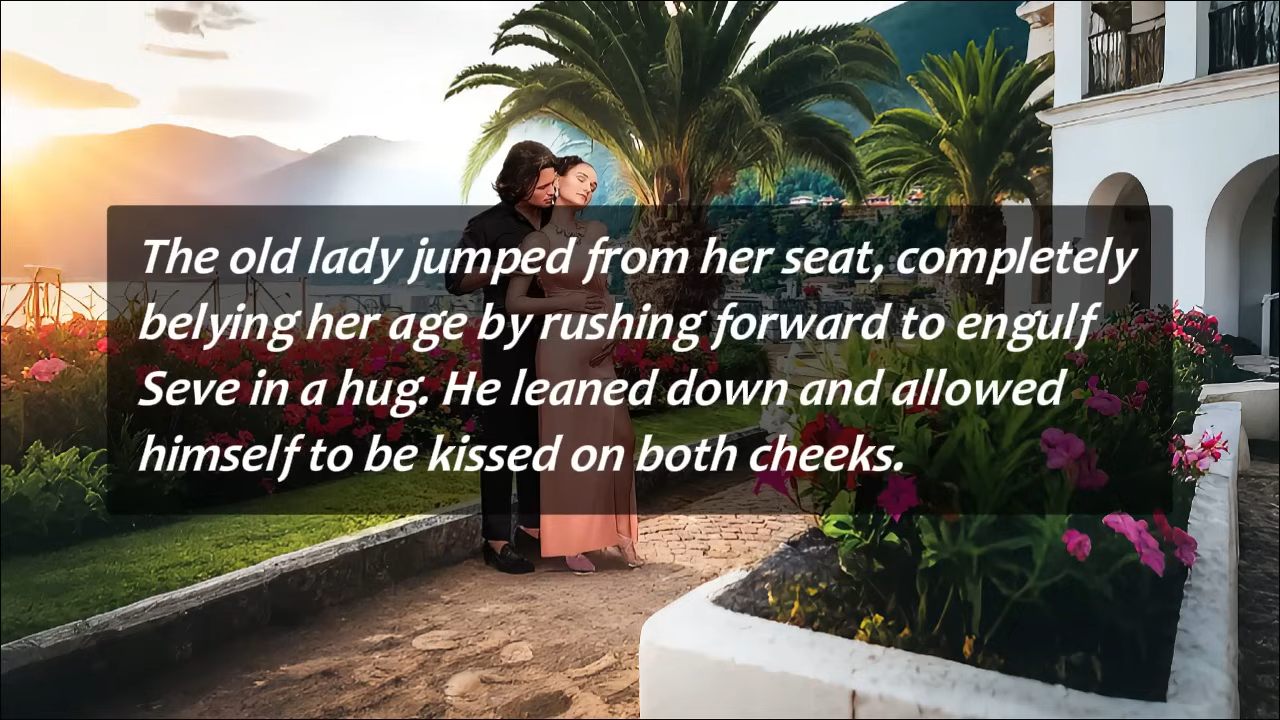 The old lady jumped from her seat, completely
belying her age by rushing forward to engulf
Seve in a hug. He leaned down and allowed
himself to be kissed on both cheeks.